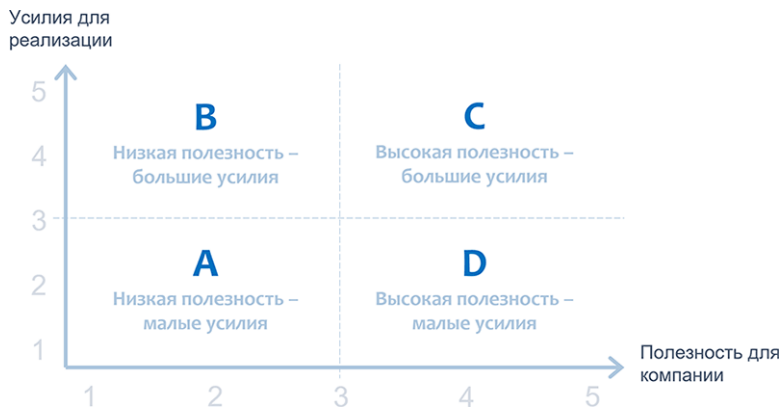 Усилия для
реализации
5
B
C
Низкая полезность –
большие усилия
Высокая полезность –
большие усилия
4
3
A
D
2
Низкая полезность –
малые усилия
Высокая полезность –
малые усилия
1
Полезность для
компании
1 2 3 4 5